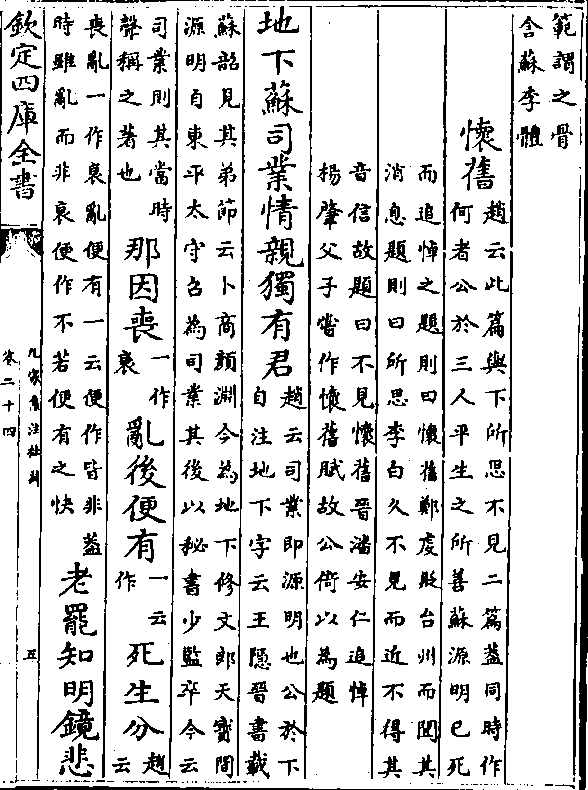 範謂之骨
含蘇李體
懷舊
趙云此篇與下所思不見二篇葢同時作
何者公於三人平生之所善蘇源明已死
而追悼之題則曰懷舊鄭虔貶台州而聞其
消息題則曰所思李白久不見而近不得其
音信故題曰不見懷舊晉潘安仁追悼
楊肇父子嘗作懷舊賦故公倚以為題
地下蘇司業情親獨有君
趙云司業即源明也公於下
自注地下字云王隱晉書載
蘇韶見其弟節云卜商顔淵今為地下修文郎天寳間
源明自東平太守召為司業其後以秘書少監卒今云
司業則其當時
聲稱之著也
那因喪
一作
衰
亂後便有
一云
作
死生分
趙
云
喪亂一作衰亂便有一云便作皆非葢
時雖亂而非衰便作不若便有之快
老罷知明鏡悲
欽定四庫全書
九家集注杜詩
卷二十四
五